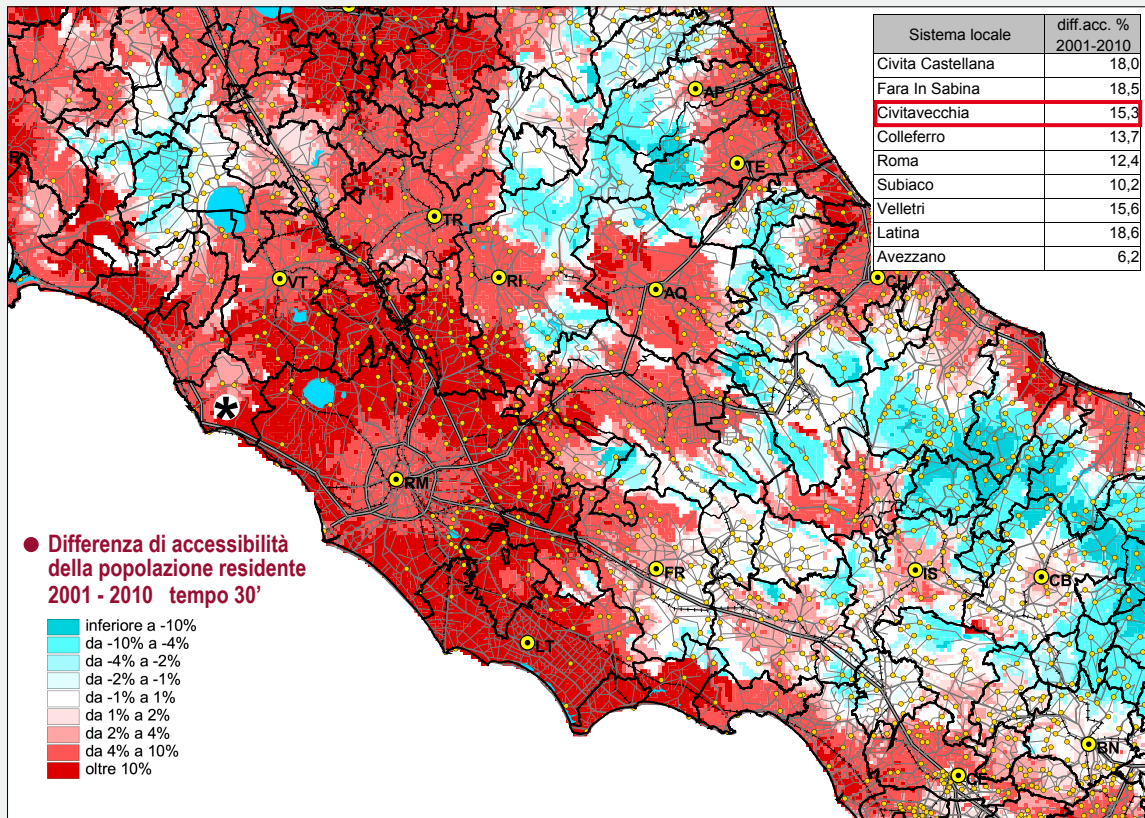 Sistema locale diff.acc. % 2001-2010
Civita Castellana 18,0
Fara In Sabina 18,5
Civitavecchia 15,3
Colleferro 13,7
Roma 12,4
Subiaco 10,2
Velletri 15,6
Latina 18,6
Avezzano 6,2
AP
TE
TR
VT
RI
AQ
CH
*
RM
FR
IS
CB
LT
BN
CE
Differenza di accessibilità
della popolazione residente
2001 - 2010 tempo 30’
inferiore a -10%
da -10% a -4%
da -4% a -2%
da -2% a -1%
da -1% a 1%
da 1% a 2%
da 2% a 4%
da 4% a 10%
oltre 10%